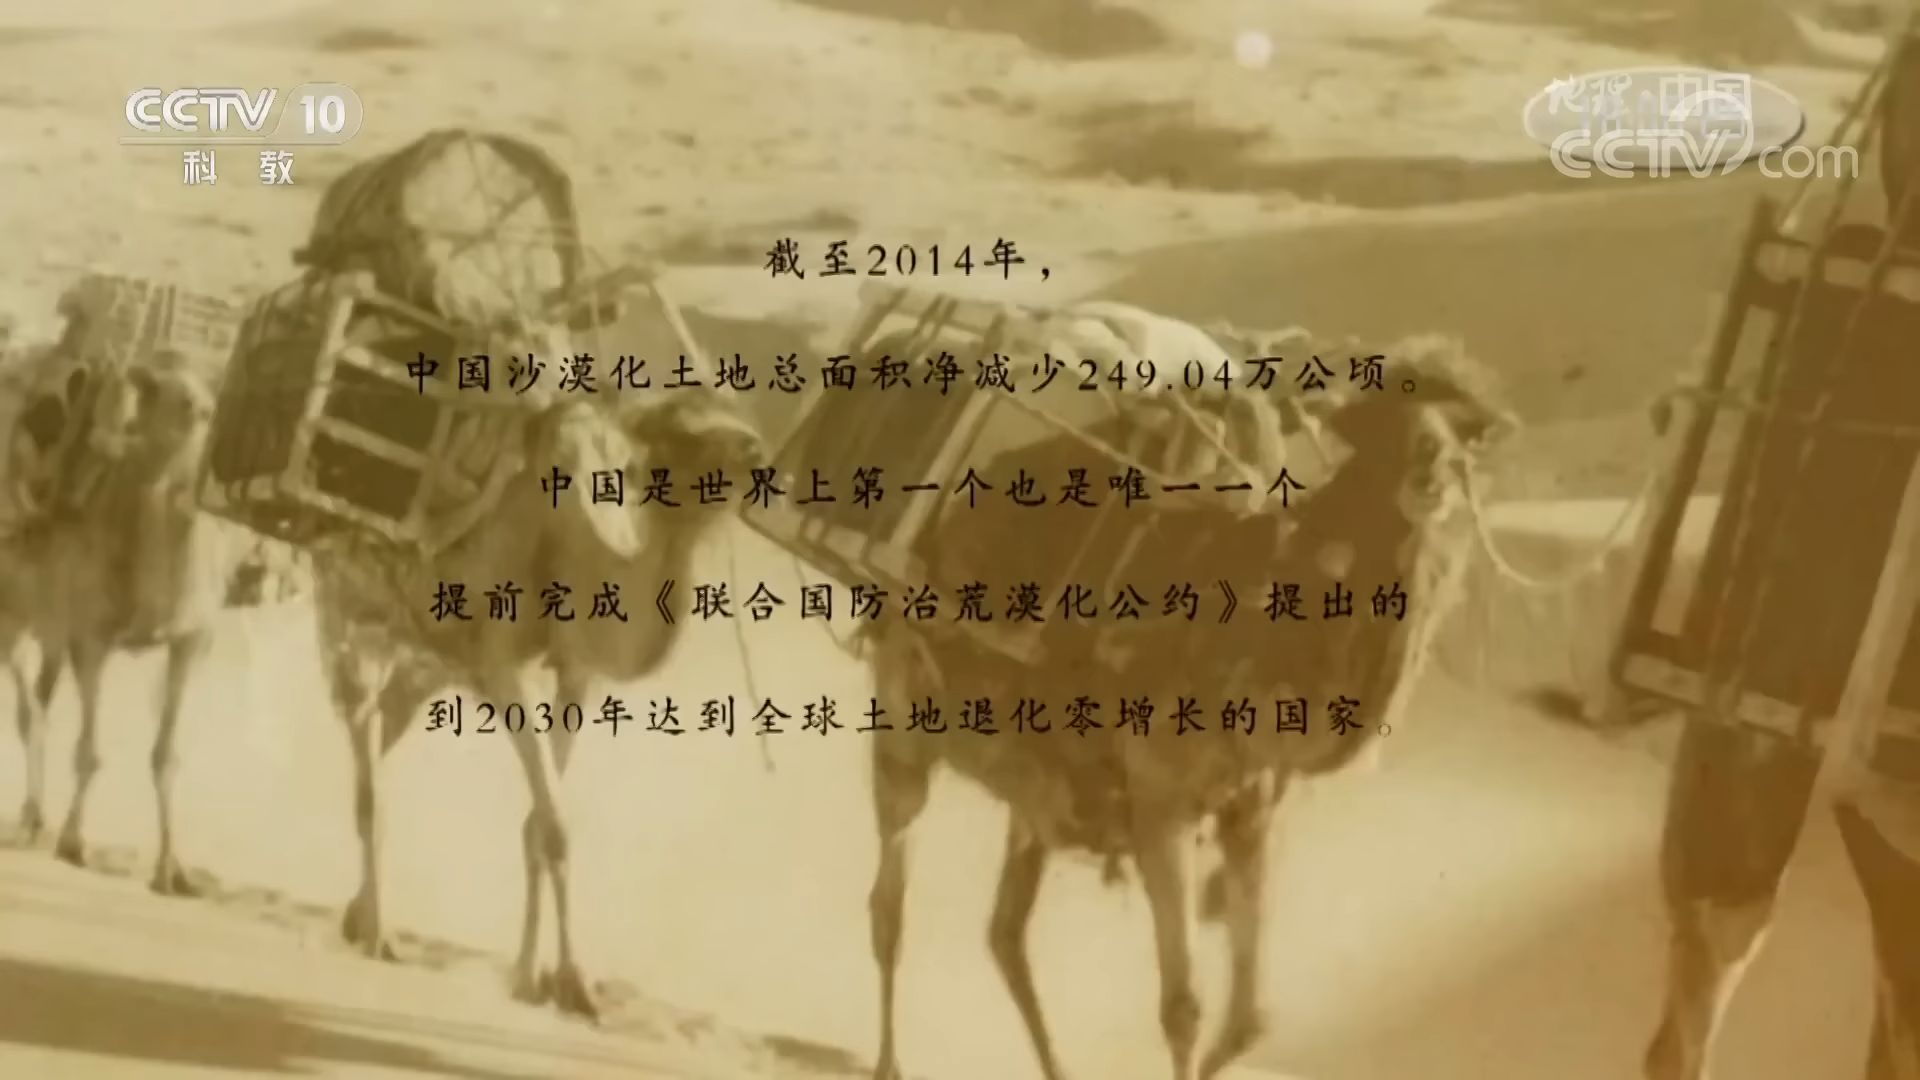 CCTV 10
科 教
地理·中国
CCTV.com
截至2014年，
中国沙漠化土地总面积净减少249.04万公顷。
中国是世界上第一个也是唯一一个
提前完成《联合国防治荒漠化公约》提出的
到2030年达到全球土地退化零增长的国家。